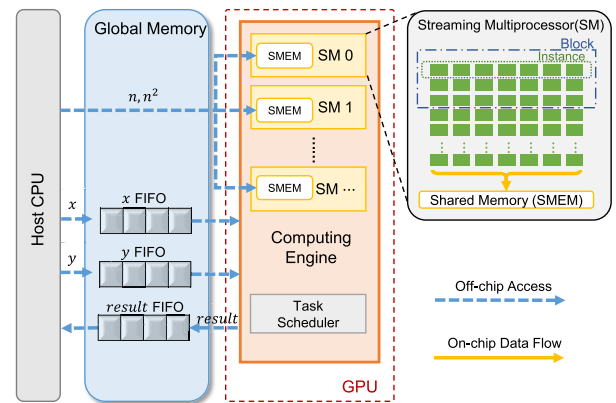 Host CPU
Global Memory
n, n²
x
x FIFO
y
y FIFO
result FIFO
result
SMEM
SM 0
SMEM
SM 1
SMEM
SM ···
Computing
Engine
Task
Scheduler
GPU
Streaming Multiprocessor(SM)
Block
Instance
Shared Memory (SMEM)
Off-chip Access
On-chip Data Flow